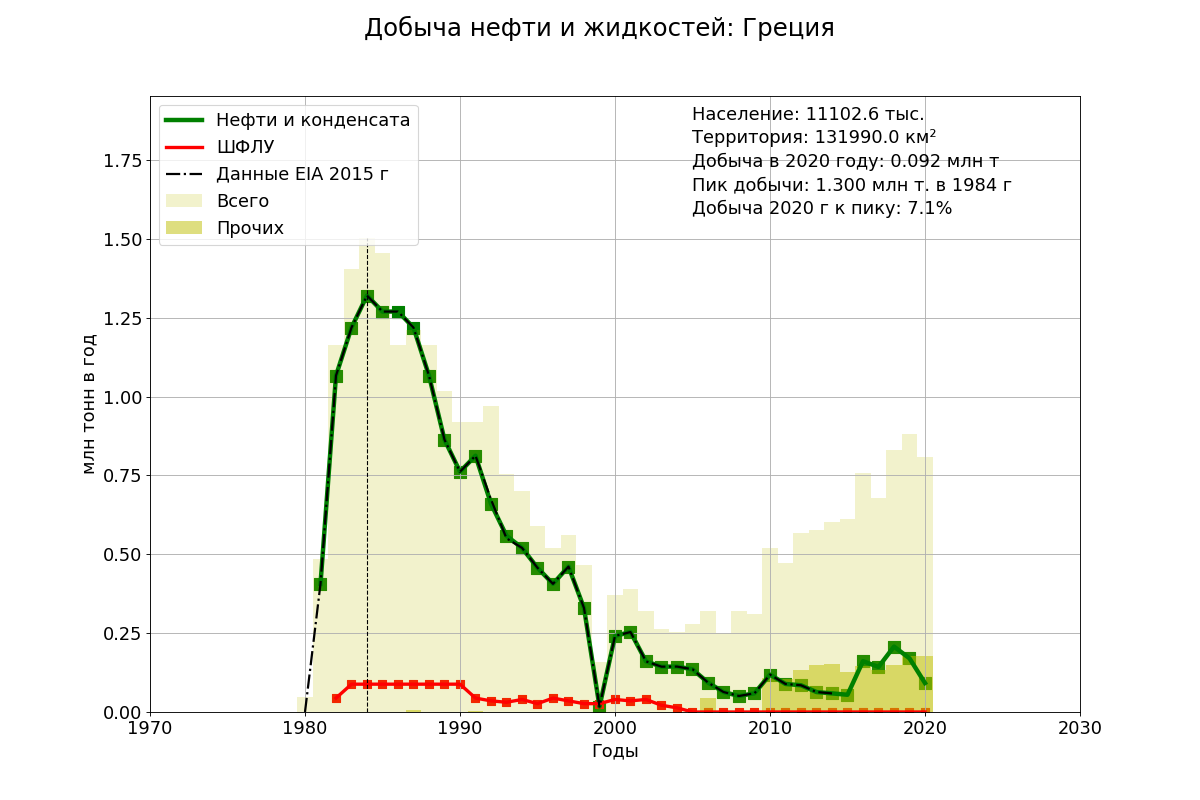 Добыча нефти и жидкостей: Греция
Нефти и конденсата
ШФЛУ
Данные EIA 2015 г
Всего
Прочих
Население: 11102.6 тыс.
Территория: 131990.0 км²
Добыча в 2020 году: 0.092 млн т
Пик добычи: 1.300 млн т. в 1984 г
Добыча 2020 г к пику: 7.1%
млн тонн в год
1.75
1.50
1.25
1.00
0.75
0.50
0.25
0.00
1970
1980
1990
2000
2010
2020
2030
Годы